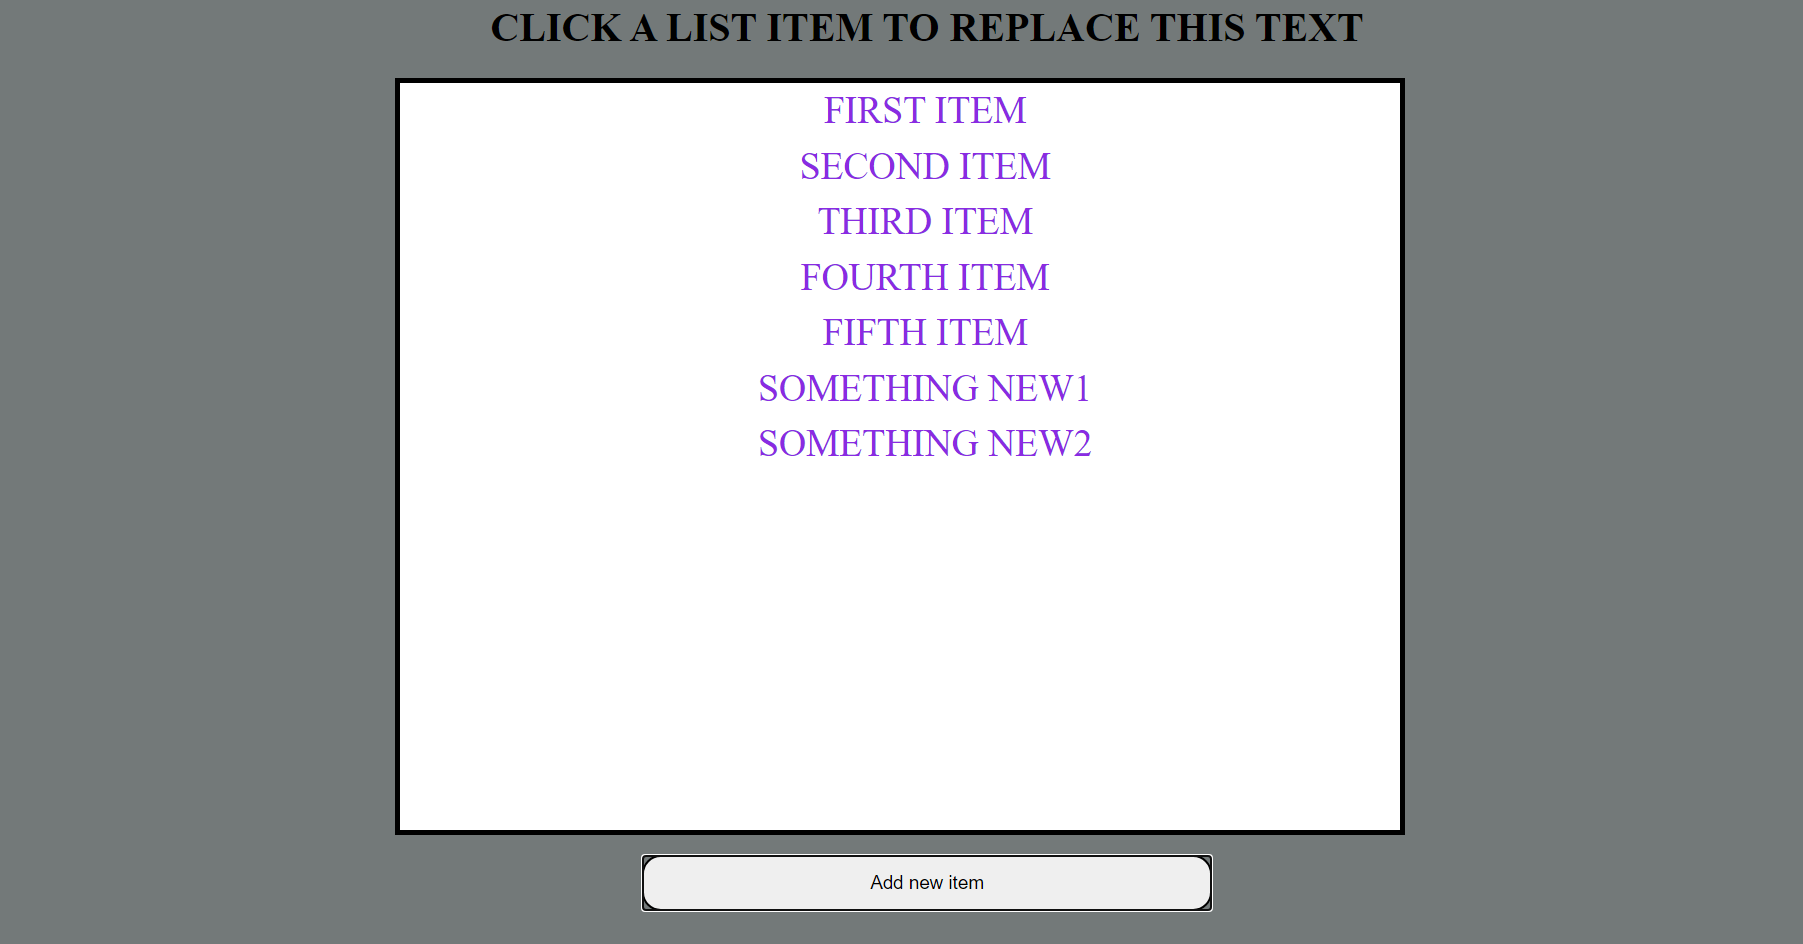 CLICK A LIST ITEM TO REPLACE THIS TEXT
FIRST ITEM
SECOND ITEM
THIRD ITEM
FOURTH ITEM
FIFTH ITEM
SOMETHING NEW1
SOMETHING NEW2
Add new item